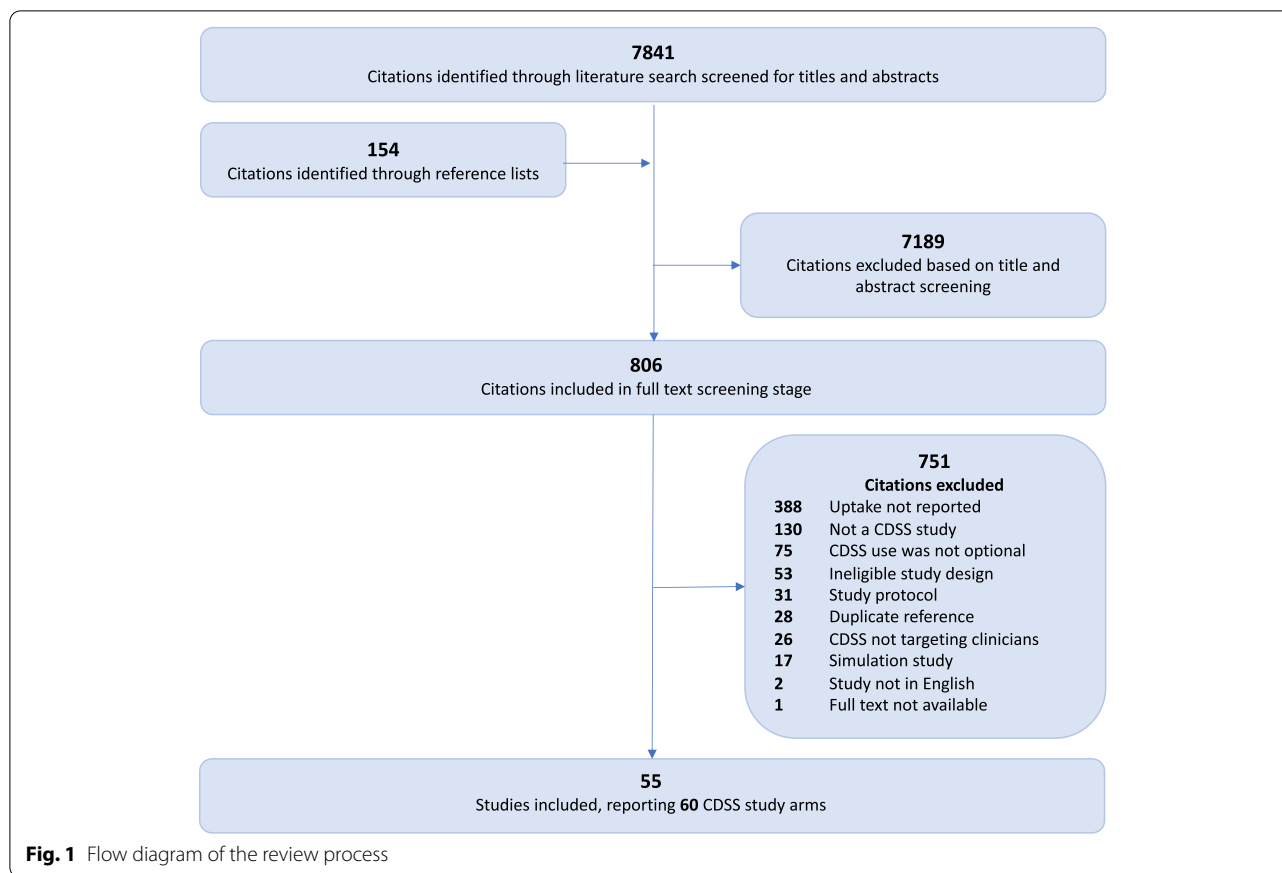 7841
Citations identified through literature search screened for titles and abstracts
154
Citations identified through reference lists
7189
Citations excluded based on title and
abstract screening
806
Citations included in full text screening stage
751
Citations excluded
388 Uptake not reported
130 Not a CDSS study
75 CDSS use was not optional
53 Ineligible study design
31 Study protocol
28 Duplicate reference
26 CDSS not targeting clinicians
17 Simulation study
2 Study not in English
1 Full text not available
55
Studies included, reporting 60 CDSS study arms
Fig. 1 Flow diagram of the review process